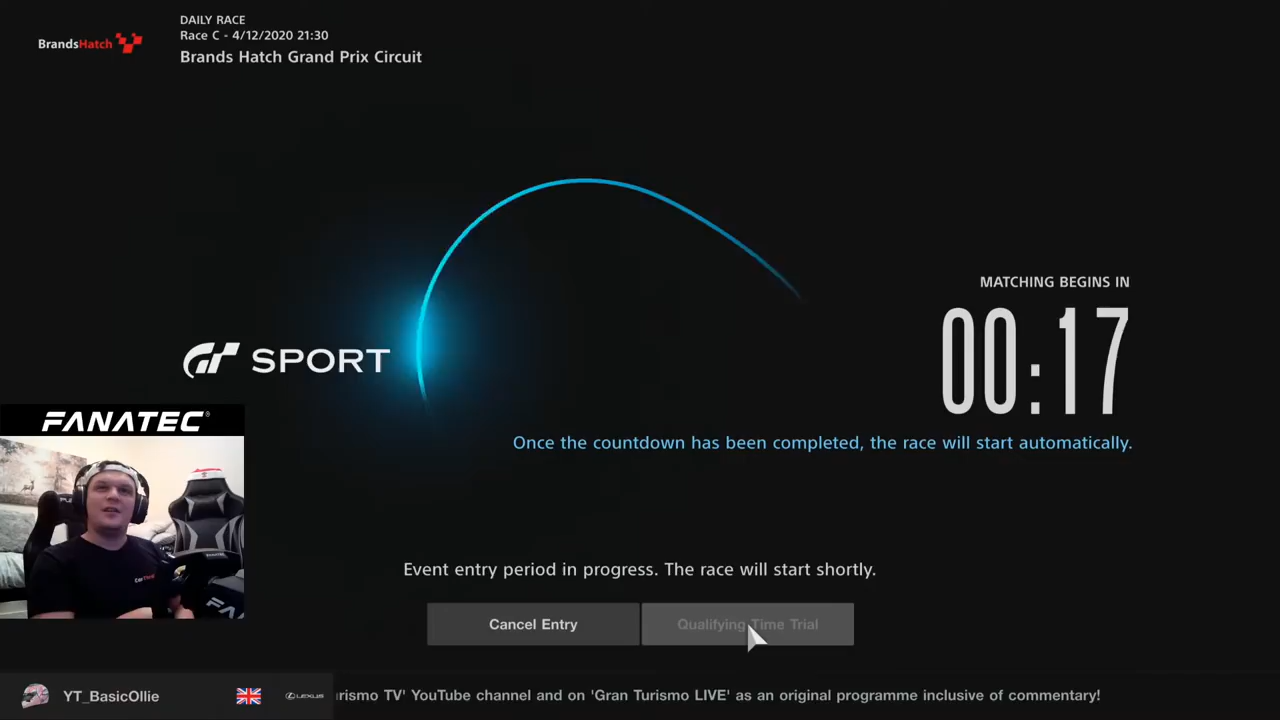 BrandsHatch
DAILY RACE
Race C - 4/12/2020 21:30
Brands Hatch Grand Prix Circuit
MATCHING BEGINS IN
00:17
GT SPORT
Once the countdown has been completed, the race will start automatically.
FANATEC®
Event entry period in progress. The race will start shortly.
Cancel Entry
Qualifying Time Trial
YT_BasicOllie
LEXUS
rismo TV' YouTube channel and on 'Gran Turismo LIVE' as an original programme inclusive of commentary!